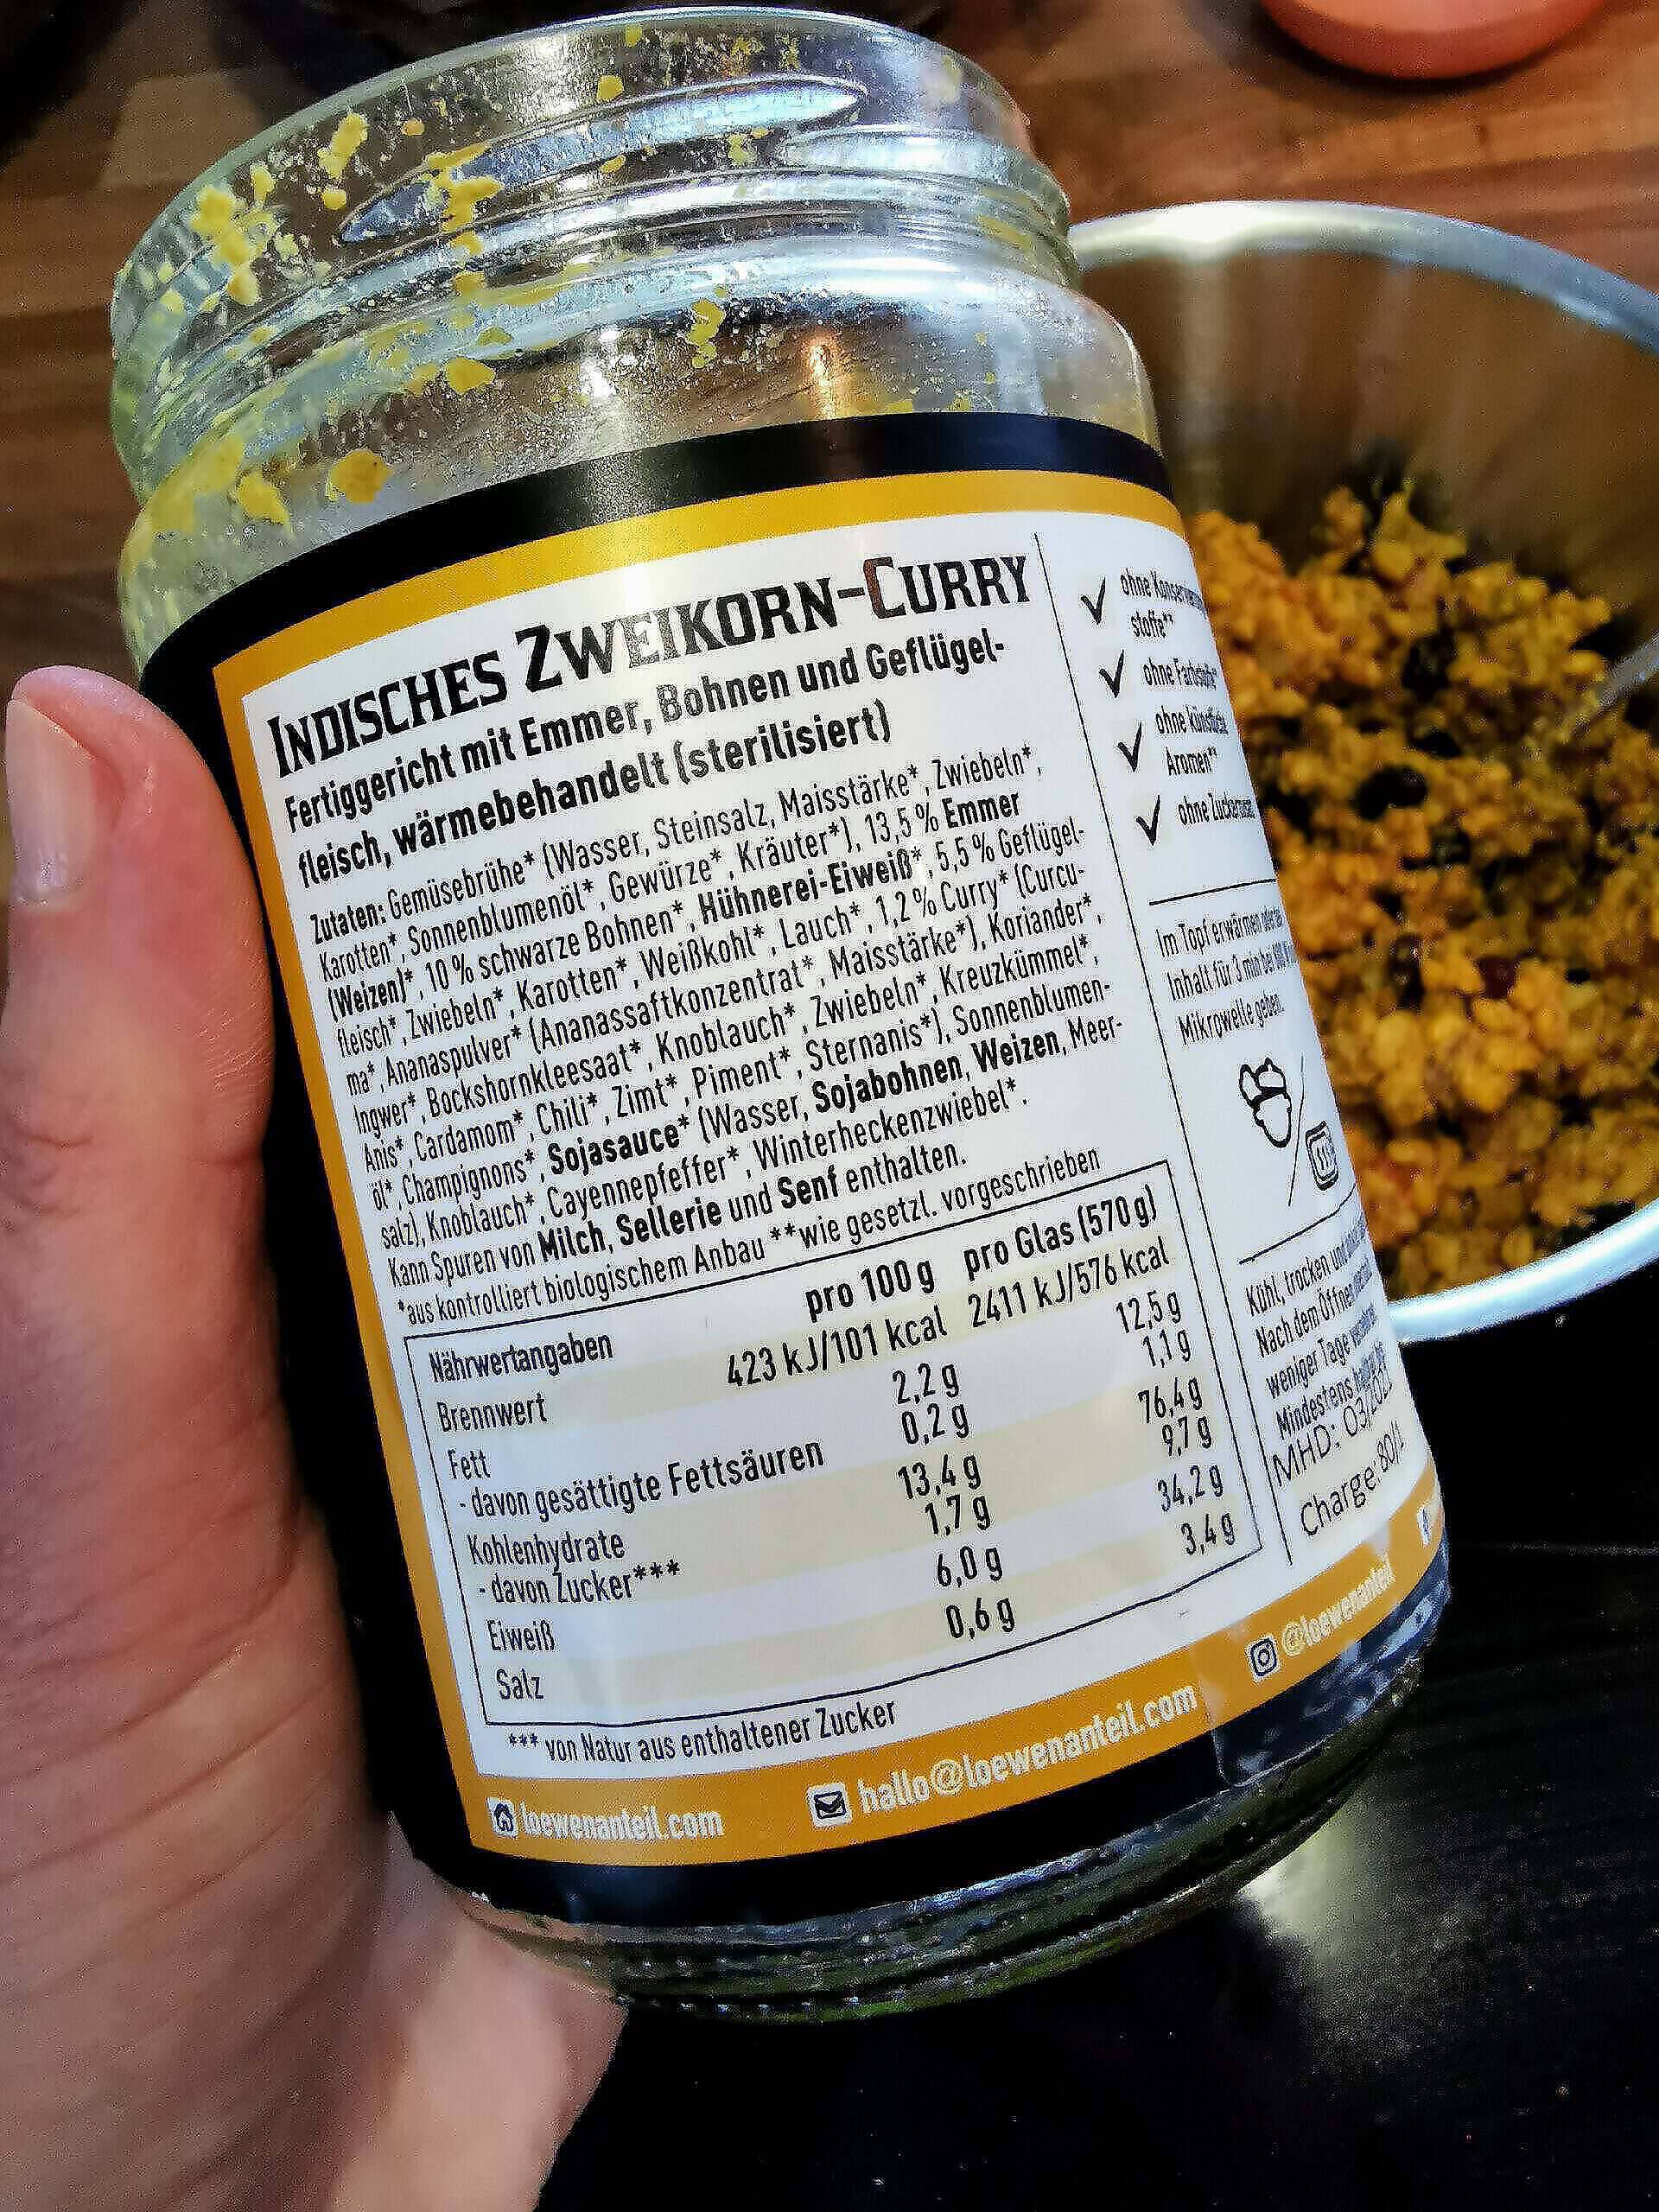 INDISCHES ZWEIKORN-CURRY
Fertiggericht mit Emmer, Bohnen und Geflügel-
fleisch, wärmebehandelt (sterilisiert)
Zutaten: Gemüsebrühe* (Wasser, Steinsalz, Maisstärke*, Zwiebeln*,
Karotten*, Sonnenblumenöl*, Gewürze*, Kräuter*), 13,5 % Emmer
(Weizen)*, 10 % schwarze Bohnen*, Hühnerei-Eiweiß*, 5,5 % Geflügel-
fleisch*, Zwiebeln*, Karotten*, Weißkohl*, Lauch*, 1,2 % Curry* (Curcu-
ma*, Ananaspulver* (Ananassaftkonzentrat*, Maisstärke*), Koriander*,
Ingwer*, Bockshornkleesaat*, Knoblauch*, Zwiebeln*, Kreuzkümmel*,
Anis*, Cardamom*, Chili*, Zimt*, Piment*, Sternanis*), Sonnenblumen-
öl*, Champignons*, Sojasauce* (Wasser, Sojabohnen, Weizen, Meer-
salz), Knoblauch*, Cayennepfeffer*, Winterheckenzwiebel*.
Kann Spuren von Milch, Sellerie und Senf enthalten.
*aus kontrolliert biologischem Anbau **wie gesetzl. vorgeschrieben
Nährwertangaben pro 100 g pro Glas (570 g)
Brennwert 423 kJ/101 kcal 2411 kJ/576 kcal
Fett 2,2 g 12,5 g
- davon gesättigte Fettsäuren 0,2 g 1,1 g
Kohlenhydrate 13,4 g 76,4 g
- davon Zucker*** 1,7 g 9,7 g
Eiweiß 6,0 g 34,2 g
Salz 0,6 g 3,4 g
*** von Natur aus enthaltener Zucker
ohne
stoffe**
ohne
ohne künstliche
Aromen**
ohne
Im Topf erwärmen oder
Inhalt für 3 min bei
Mikrowelle geben.
Kühl, trocken und
Nach dem Öffnen
weniger Tage
Mindestens
MHD: 03/
Charge: 80/
loewenanteil.com
hallo@loewenanteil.com
@loewenanteil